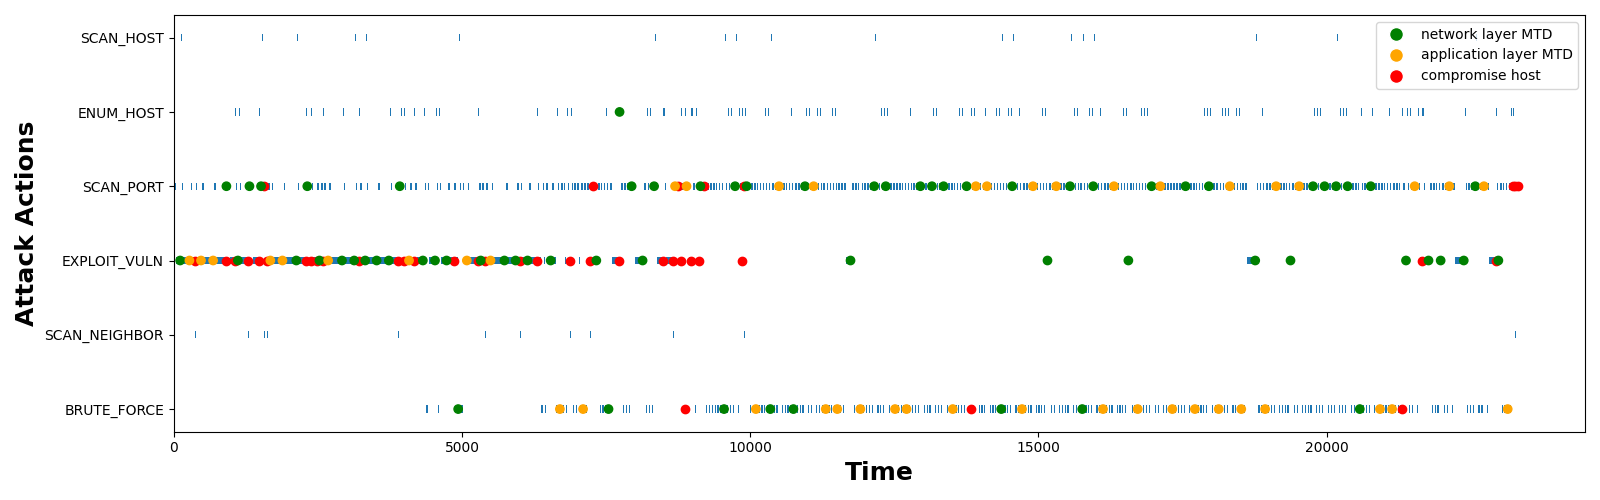 SCAN_HOST
ENUM_HOST
SCAN_PORT
EXPLOIT_VULN
SCAN_NEIGHBOR
BRUTE_FORCE
Attack Actions
network layer MTD
application layer MTD
compromise host
0 5000 10000 15000 20000
Time